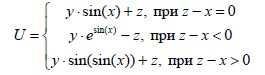 y·sin(x)+z, при z−x=0
U = y·e^sin(x)−z, при z−x<0
y·sin(sin(x))+z, при z−x>0